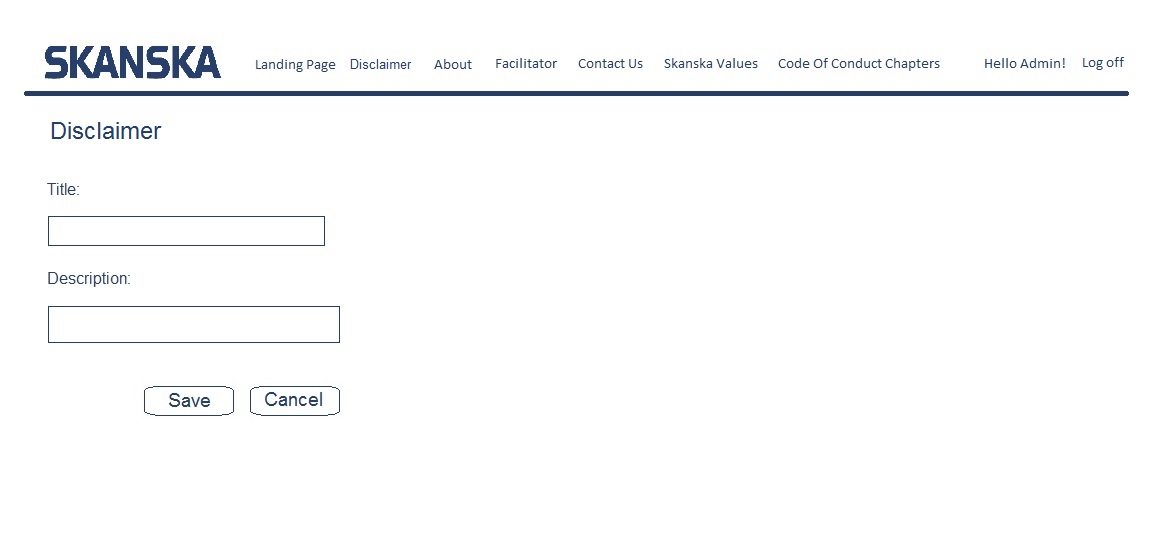 SKANSKA Landing Page Disclaimer About Facilitator Contact Us Skanska Values Code Of Conduct Chapters Hello Admin! Log off
Disclaimer
Title:
Description:
Save Cancel